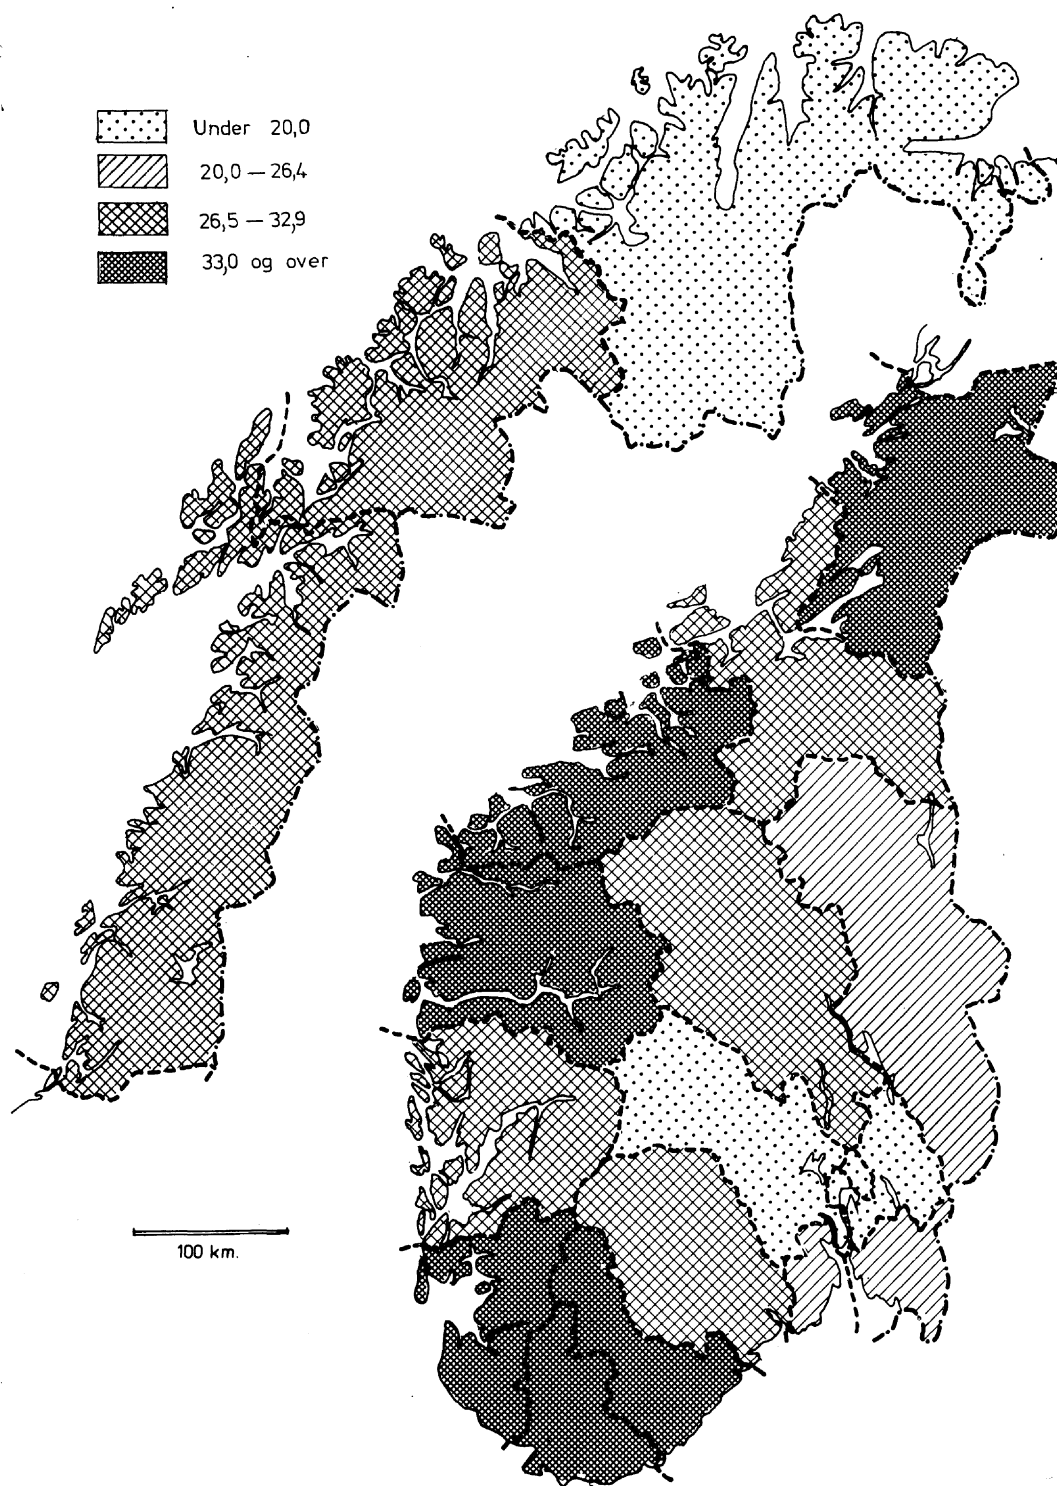 Under 20,0
20,0 — 26,4
26,5 — 32,9
33,0 og over
100 km.